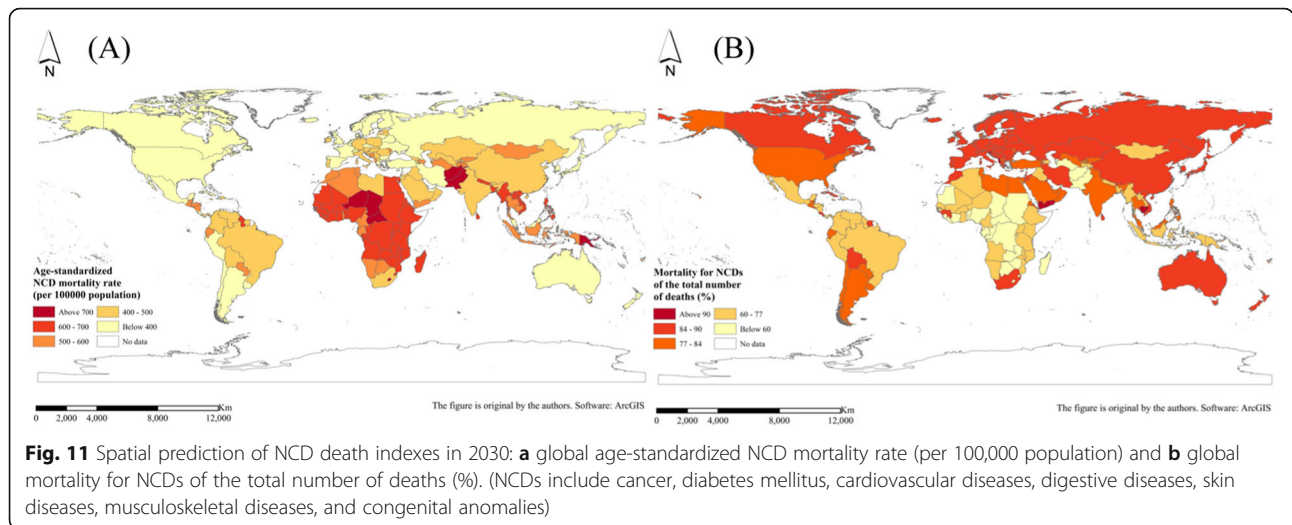 (A)
N
Age-standardized
NCD mortality rate
(per 100000 population)
Above 700
400 - 500
600 - 700
Below 400
500 - 600
No data
0 2,000 4,000 8,000 12,000 Km
The figure is original by the authors. Software: ArcGIS
(B)
N
Mortality for NCDs
of the total number
of deaths (%)
Above 90
60 - 77
84 - 90
Below 60
77 - 84
No data
0 2,000 4,000 8,000 12,000 Km
The figure is original by the authors. Software: ArcGIS
Fig. 11 Spatial prediction of NCD death indexes in 2030: a global age-standardized NCD mortality rate (per 100,000 population) and b global
mortality for NCDs of the total number of deaths (%). (NCDs include cancer, diabetes mellitus, cardiovascular diseases, digestive diseases, skin
diseases, musculoskeletal diseases, and congenital anomalies)